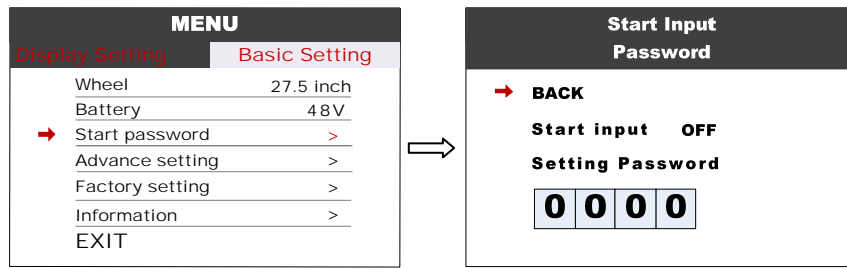 MENU
Display Setting Basic Setting
Wheel 27.5 inch
Battery 48V
Start password >
Advance setting >
Factory setting >
Information >
EXIT
Start Input
Password
BACK
Start input OFF
Setting Password
0 0 0 0